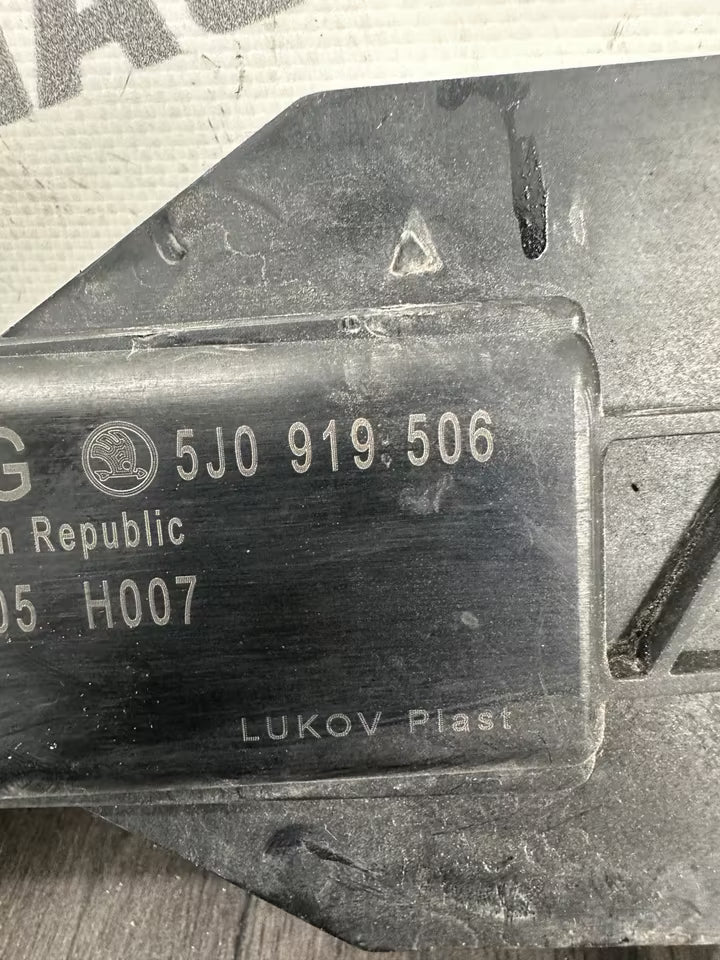 G 5J0 919 506
n Republic
05 H007
LUKOV Plast